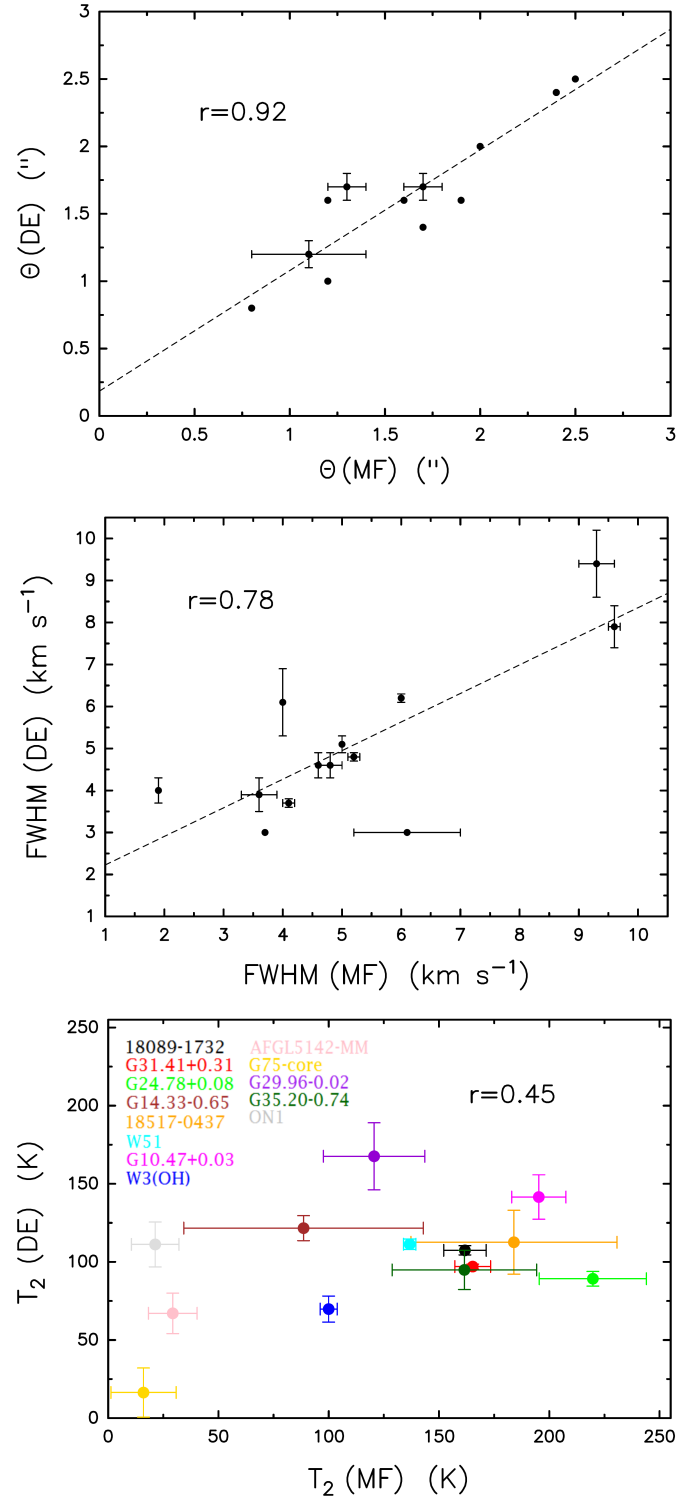 3
2.5
2
1.5
1
0.5
0
r=0.92
Θ(DE) (")
0 0.5 1 1.5 2 2.5 3
Θ(MF) (")
10
9
8
7
6
5
4
3
2
1
r=0.78
FWHM (DE) (km s⁻¹)
1 2 3 4 5 6 7 8 9 10
FWHM (MF) (km s⁻¹)
250
200
150
100
50
0
18089-1732 AFGL5142-MM
G31.41+0.31 G75-core
G24.78+0.08 G29.96-0.02
G14.33-0.65 G35.20-0.74
18517-0437 ON1
W51
G10.47+0.03
W3(OH)
r=0.45
T₂ (DE) (K)
0 50 100 150 200 250
T₂ (MF) (K)